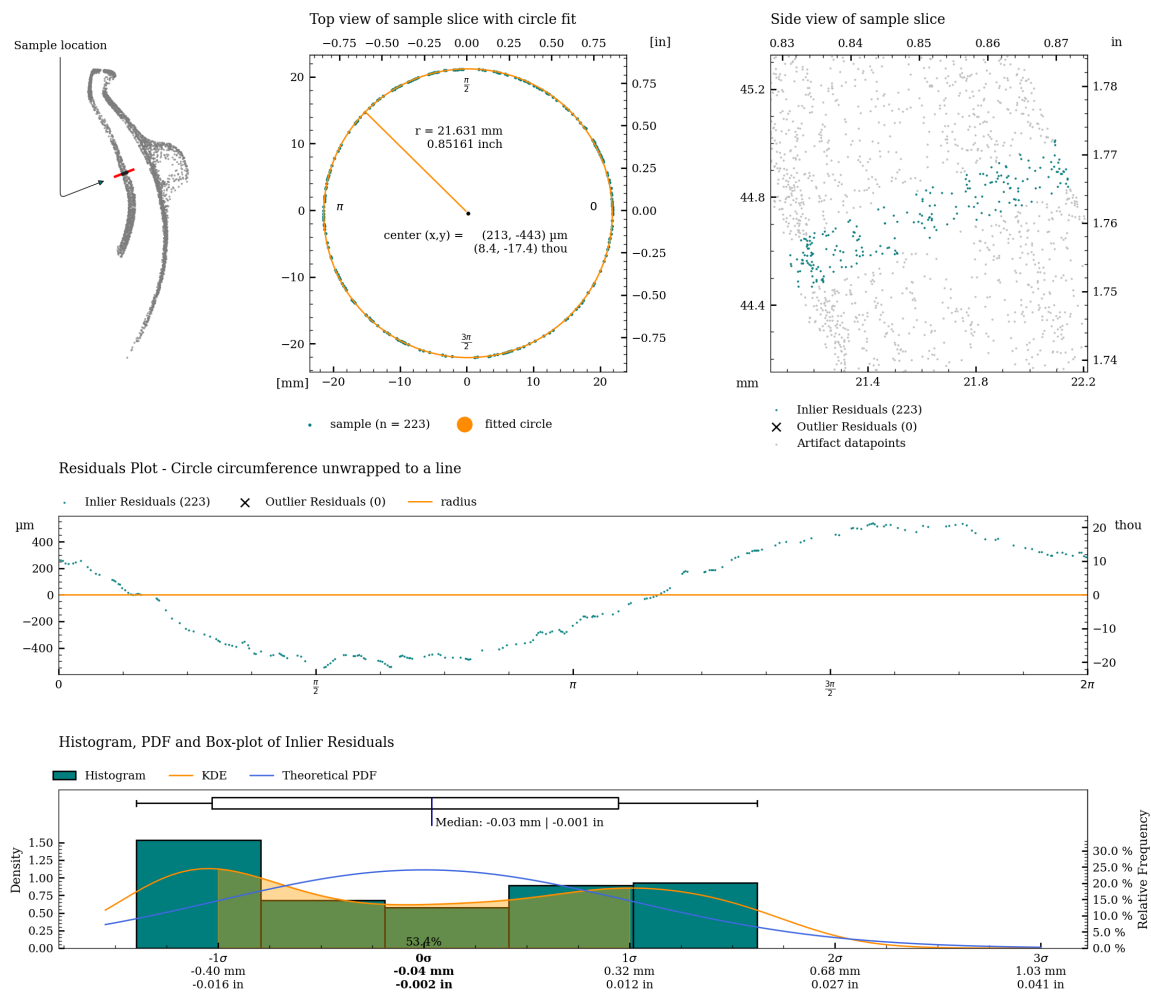 Sample location
Top view of sample slice with circle fit
−0.75 −0.50 −0.25 0.00 0.25 0.50 0.75 [in]
20
10
0
−10
−20
0.75
0.50
0.25
0.00
−0.25
−0.50
−0.75
π/2
r = 21.631 mm
0.85161 inch
π
0
center (x,y) = (213, -443) µm
(8.4, -17.4) thou
3π/2
[mm] −20 −10 0 10 20
sample (n = 223) fitted circle
Side view of sample slice
0.83 0.84 0.85 0.86 0.87 in
45.2
44.8
44.4
1.78
1.77
1.76
1.75
1.74
mm 21.4 21.8 22.2
Inlier Residuals (223)
Outlier Residuals (0)
Artifact datapoints
Residuals Plot - Circle circumference unwrapped to a line
Inlier Residuals (223) Outlier Residuals (0) radius
µm
400
200
0
−200
−400
thou
20
10
0
−10
−20
0 π/2 π 3π/2 2π
Histogram, PDF and Box-plot of Inlier Residuals
Histogram KDE Theoretical PDF
Median: -0.03 mm | -0.001 in
Density
1.50
1.25
1.00
0.75
0.50
0.25
0.00
Relative Frequency
30.0 %
25.0 %
20.0 %
15.0 %
10.0 %
5.0 %
0.0 %
53.4%
-1σ 0σ 1σ 2σ 3σ
-0.40 mm -0.04 mm 0.32 mm 0.68 mm 1.03 mm
-0.016 in -0.002 in 0.012 in 0.027 in 0.041 in